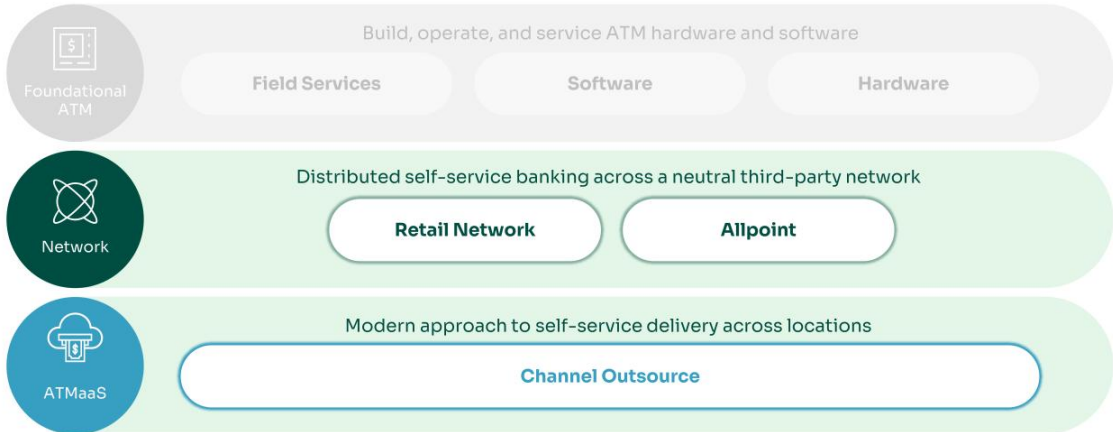 Build, operate, and service ATM hardware and software
$
Foundational
ATM
Field Services
Software
Hardware
Distributed self-service banking across a neutral third-party network
Network
Retail Network
Allpoint
Modern approach to self-service delivery across locations
$
ATMaaS
Channel Outsource